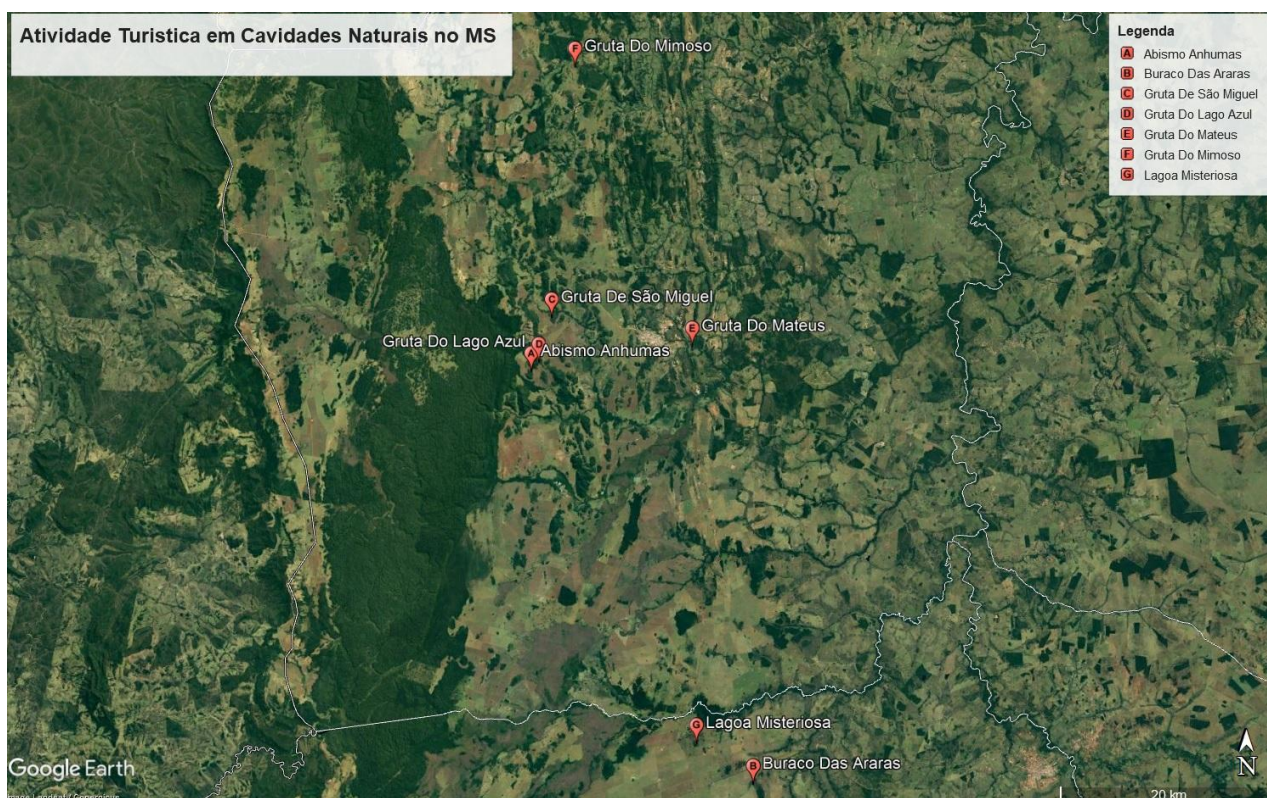 Atividade Turistica em Cavidades Naturais no MS
Legenda
A Abismo Anhumas
B Buraco Das Araras
C Gruta De São Miguel
D Gruta Do Lago Azul
E Gruta Do Mateus
F Gruta Do Mimoso
G Lagoa Misteriosa
F Gruta Do Mimoso
C Gruta De São Miguel
E Gruta Do Mateus
Gruta Do Lago Azul D
A Abismo Anhumas
G Lagoa Misteriosa
B Buraco Das Araras
Google Earth
N
20 km